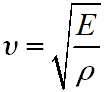 υ = √(E/ρ)